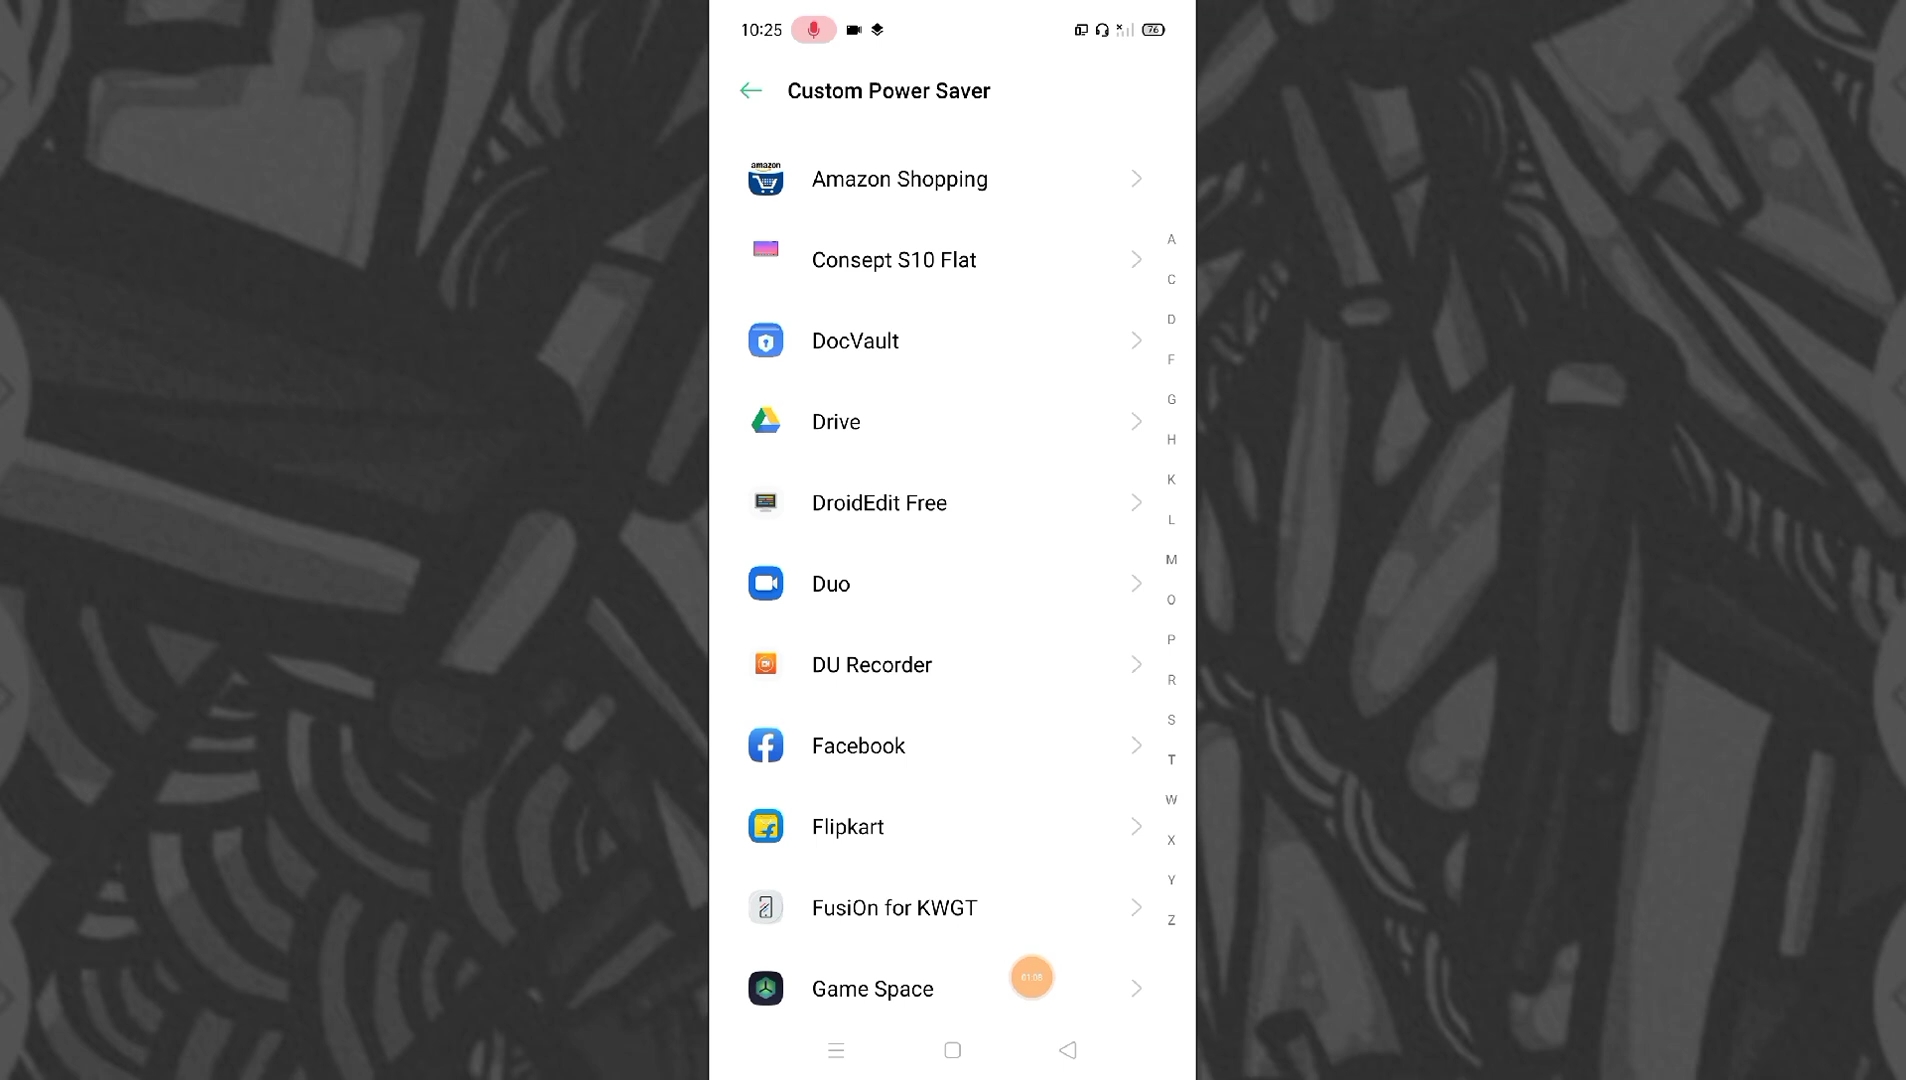 10:25
76
Custom Power Saver
amazon
Amazon Shopping
Consept S10 Flat
DocVault
Drive
DroidEdit Free
Duo
DU Recorder
Facebook
Flipkart
FusiOn for KWGT
Game Space
A
C
D
F
G
H
K
L
M
O
P
R
S
T
W
X
Y
Z